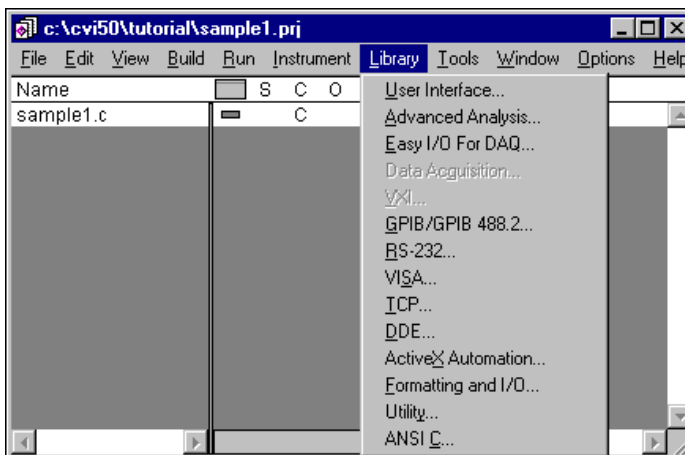 c:\cvi50\tutorial\sample1.prj
File Edit View Build Run Instrument Library Tools Window Options Help
Name S C O
sample1.c C
User Interface...
Advanced Analysis...
Easy I/O For DAQ...
Data Acquisition...
VXI...
GPIB/GPIB 488.2...
RS-232...
VISA...
TCP...
DDE...
ActiveX Automation...
Formatting and I/O...
Utility...
ANSI C...